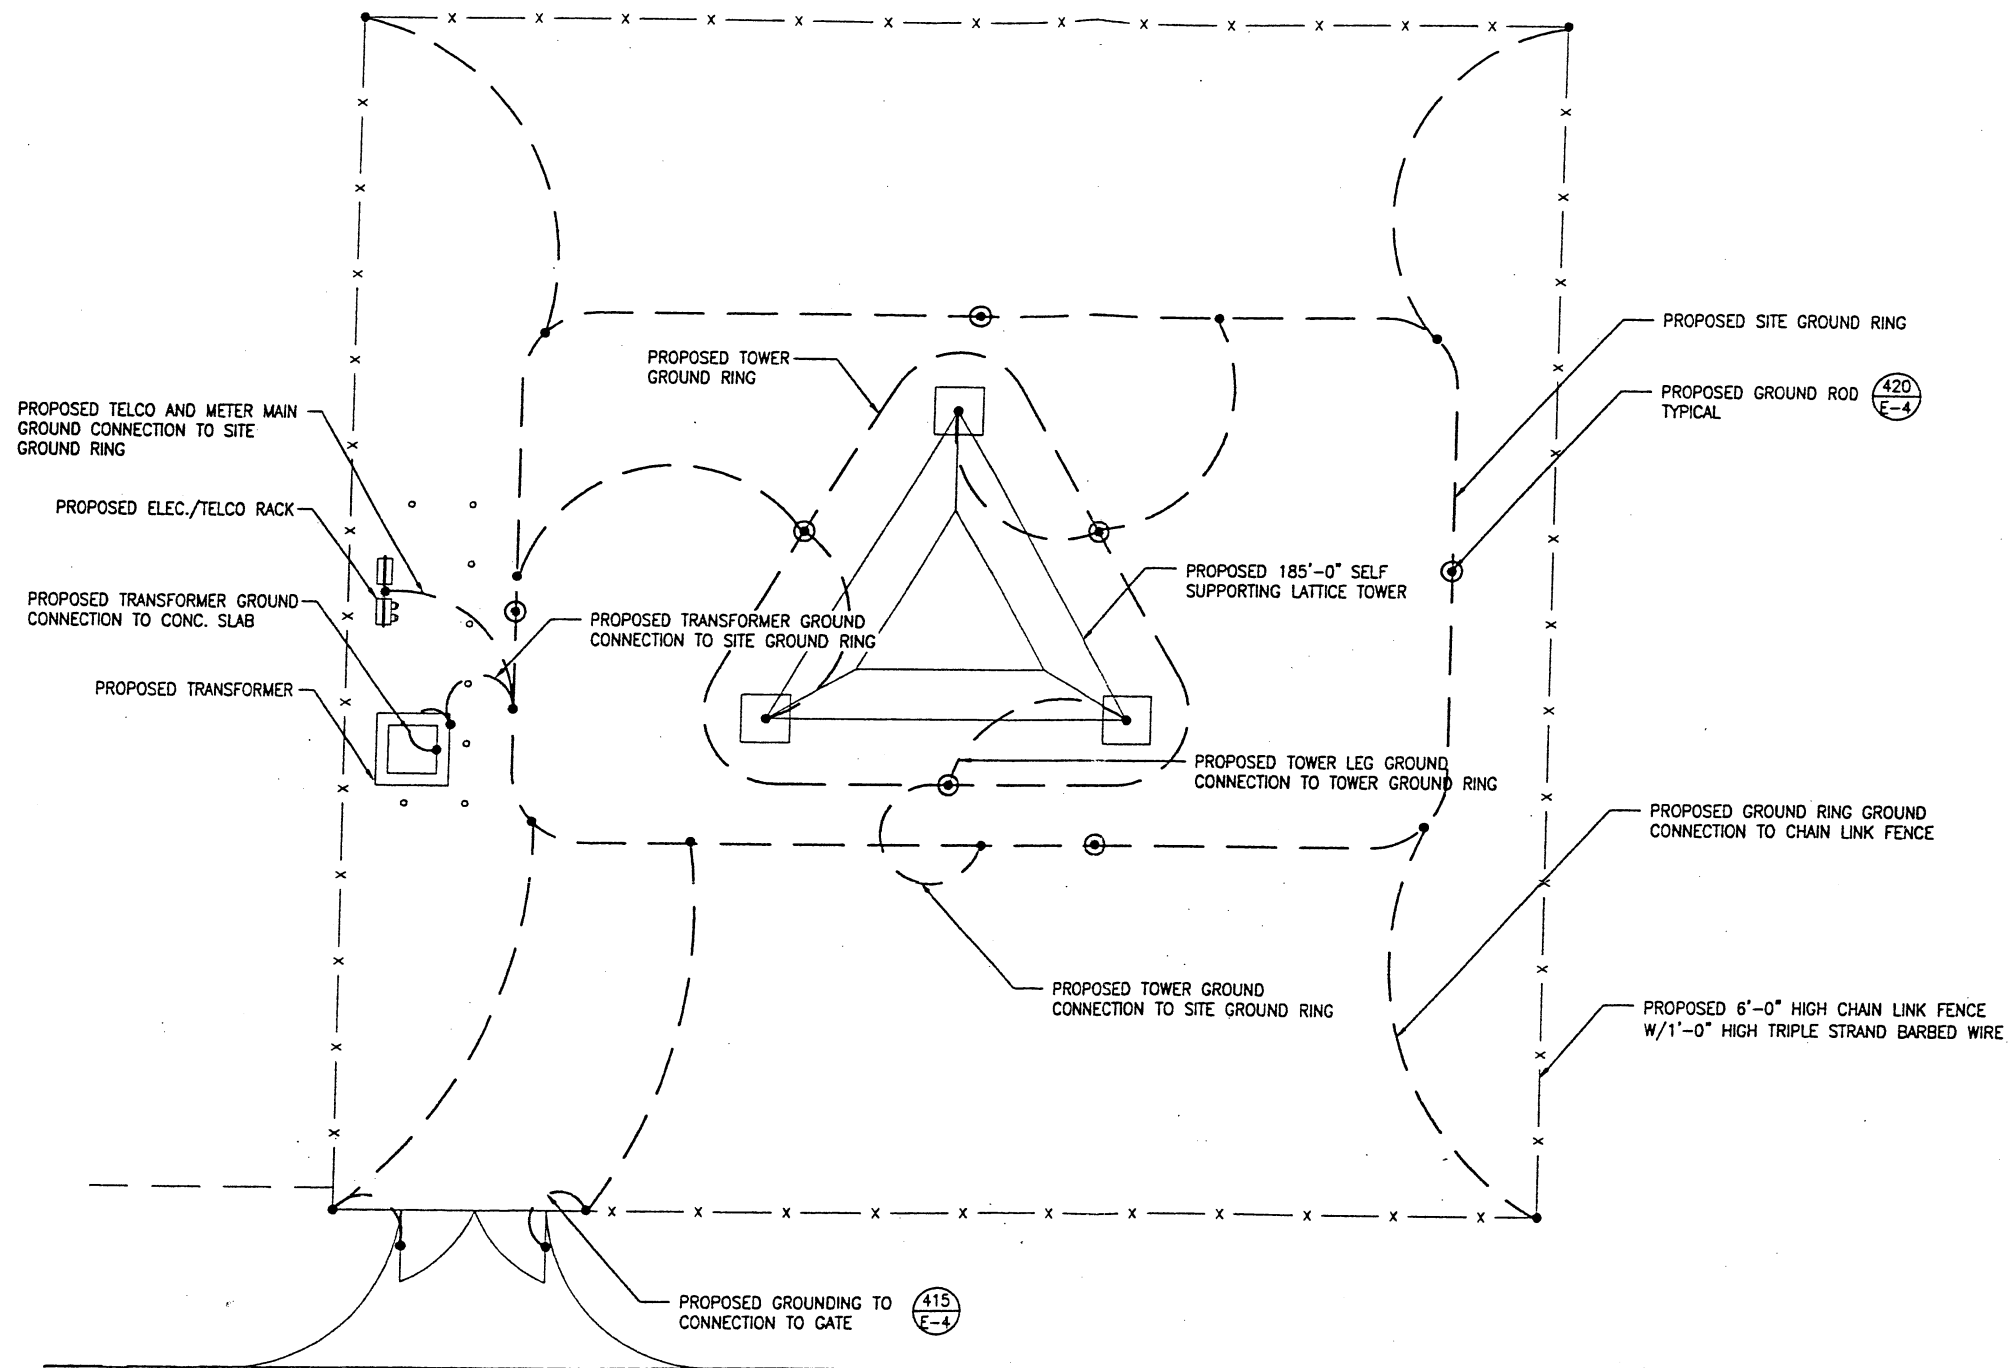 PROPOSED SITE GROUND RING
PROPOSED TOWER
GROUND RING
PROPOSED GROUND ROD
TYPICAL
420
E-4
PROPOSED TELCO AND METER MAIN
GROUND CONNECTION TO SITE
GROUND RING
PROPOSED ELEC./TELCO RACK
PROPOSED 185'-0" SELF
SUPPORTING LATTICE TOWER
PROPOSED TRANSFORMER GROUND
CONNECTION TO CONC. SLAB
PROPOSED TRANSFORMER GROUND
CONNECTION TO SITE GROUND RING
PROPOSED TRANSFORMER
PROPOSED TOWER LEG GROUND
CONNECTION TO TOWER GROUND RING
PROPOSED GROUND RING GROUND
CONNECTION TO CHAIN LINK FENCE
PROPOSED TOWER GROUND
CONNECTION TO SITE GROUND RING
PROPOSED 6'-0" HIGH CHAIN LINK FENCE
W/1'-0" HIGH TRIPLE STRAND BARBED WIRE
PROPOSED GROUNDING TO
CONNECTION TO GATE
415
E-4